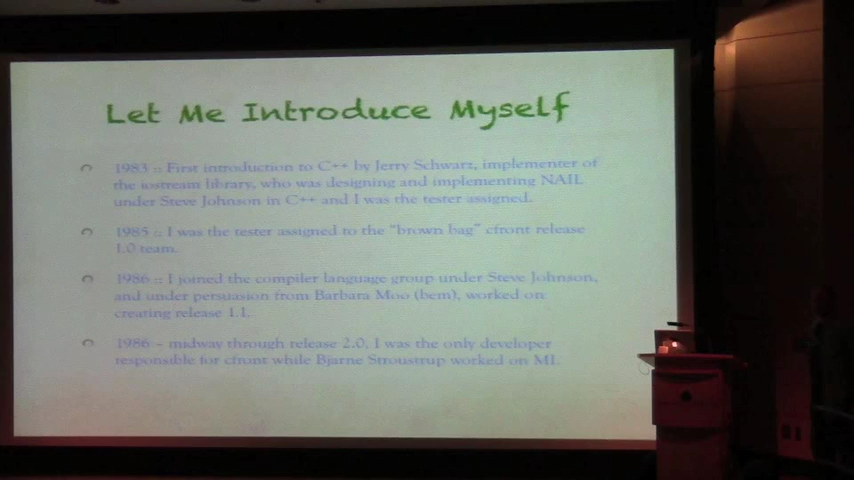 Let Me Introduce Myself
1983 :: First introduction to C++ by Jerry Schwarz, implementer of
the iostream library, who was designing and implementing NAIL
under Steve Johnson in C++ and I was the tester assigned.
1985 :: I was the tester assigned to the "brown bag" cfront release
1.0 team.
1986 :: I joined the compiler language group under Steve Johnson,
and under persuasion from Barbara Moo (bem), worked on
creating release 1.1.
1986 – midway through release 2.0, I was the only developer
responsible for cfront while Bjarne Stroustrup worked on MI.